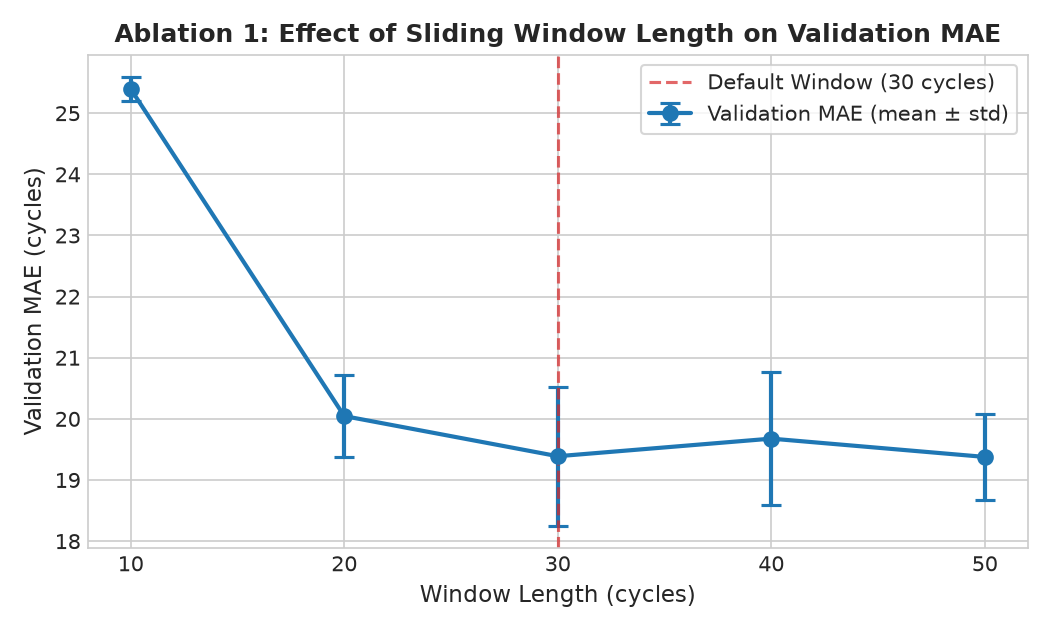 Ablation 1: Effect of Sliding Window Length on Validation MAE
Default Window (30 cycles)
Validation MAE (mean ± std)
Validation MAE (cycles)
25
24
23
22
21
20
19
18
10 20 30 40 50
Window Length (cycles)